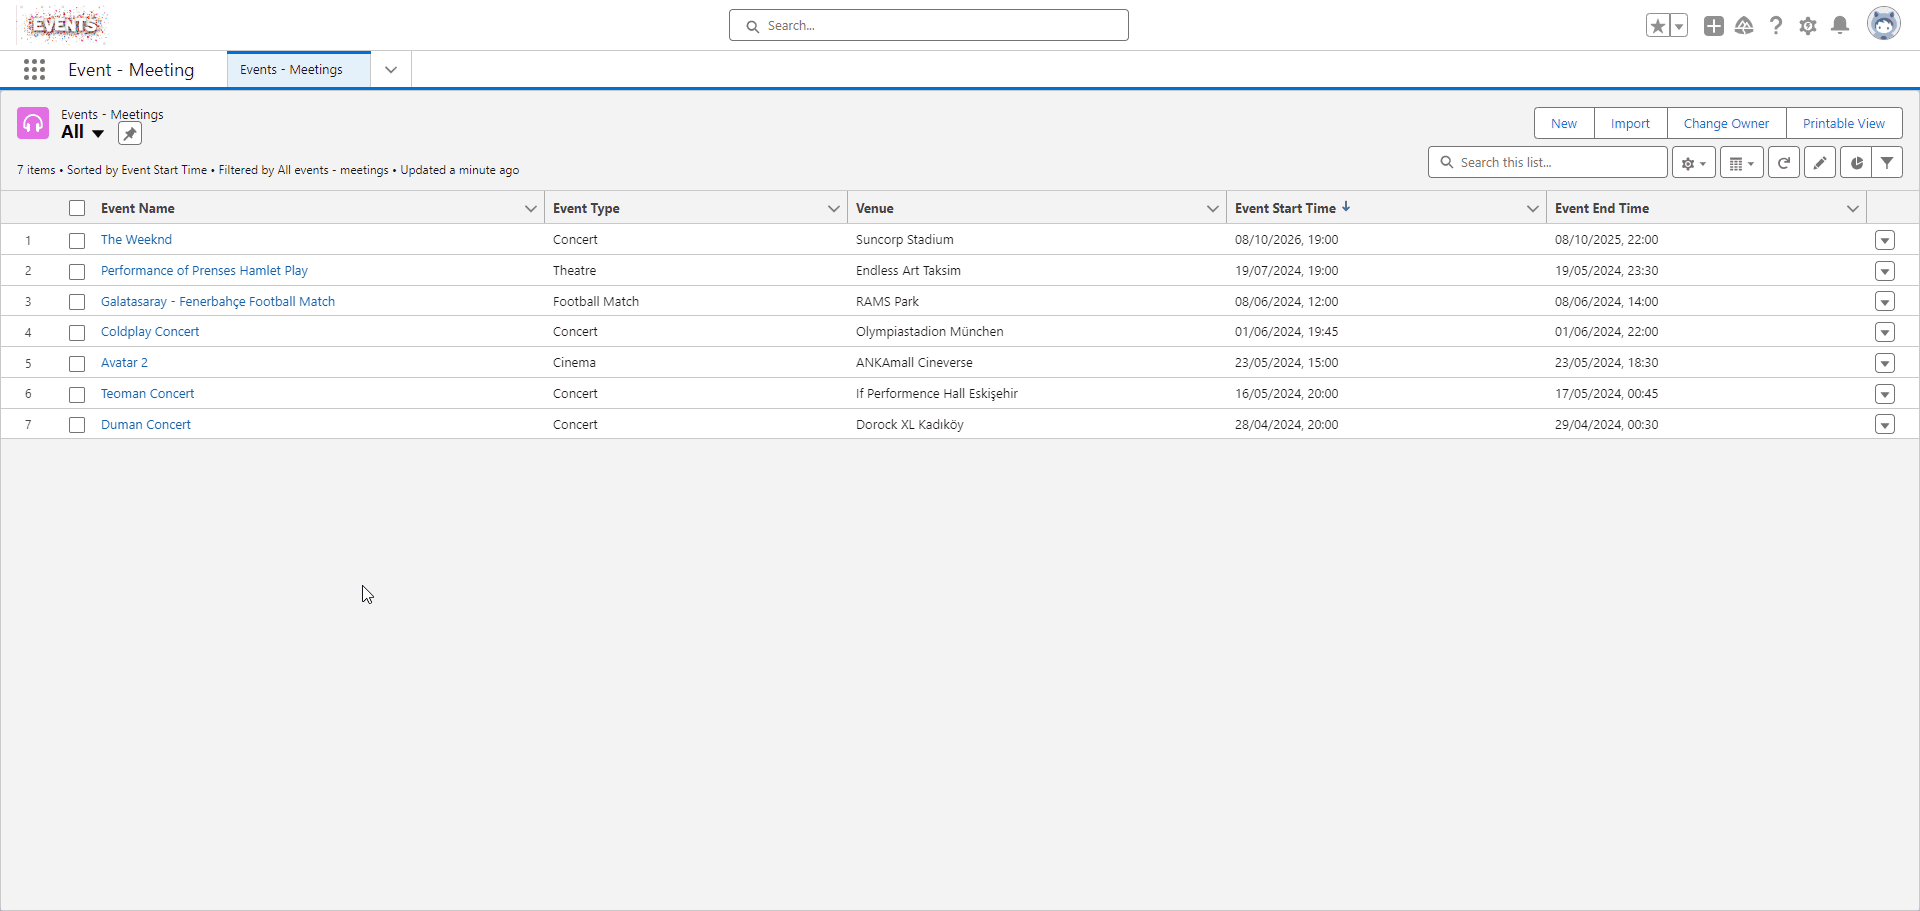 EVENTS
Search...
Event - Meeting
Events - Meetings
Events - Meetings
All
New
Import
Change Owner
Printable View
7 items • Sorted by Event Start Time • Filtered by All events - meetings • Updated a minute ago
Search this list...
Event Name Event Type Venue Event Start Time Event End Time
1 The Weeknd Concert Suncorp Stadium 08/10/2026, 19:00 08/10/2025, 22:00
2 Performance of Prenses Hamlet Play Theatre Endless Art Taksim 19/07/2024, 19:00 19/05/2024, 23:30
3 Galatasaray - Fenerbahçe Football Match Football Match RAMS Park 08/06/2024, 12:00 08/06/2024, 14:00
4 Coldplay Concert Concert Olympiastadion München 01/06/2024, 19:45 01/06/2024, 22:00
5 Avatar 2 Cinema ANKAmall Cineverse 23/05/2024, 15:00 23/05/2024, 18:30
6 Teoman Concert Concert If Performence Hall Eskişehir 16/05/2024, 20:00 17/05/2024, 00:45
7 Duman Concert Concert Dorock XL Kadıköy 28/04/2024, 20:00 29/04/2024, 00:30